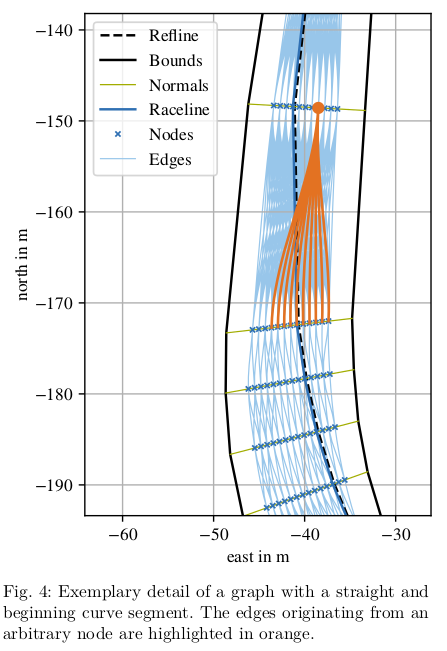 −140
−150
−160
−170
−180
−190
north in m
Refline
Bounds
Normals
Raceline
Nodes
Edges
−60
−50
−40
−30
east in m
Fig. 4: Exemplary detail of a graph with a straight and
beginning curve segment. The edges originating from an
arbitrary node are highlighted in orange.